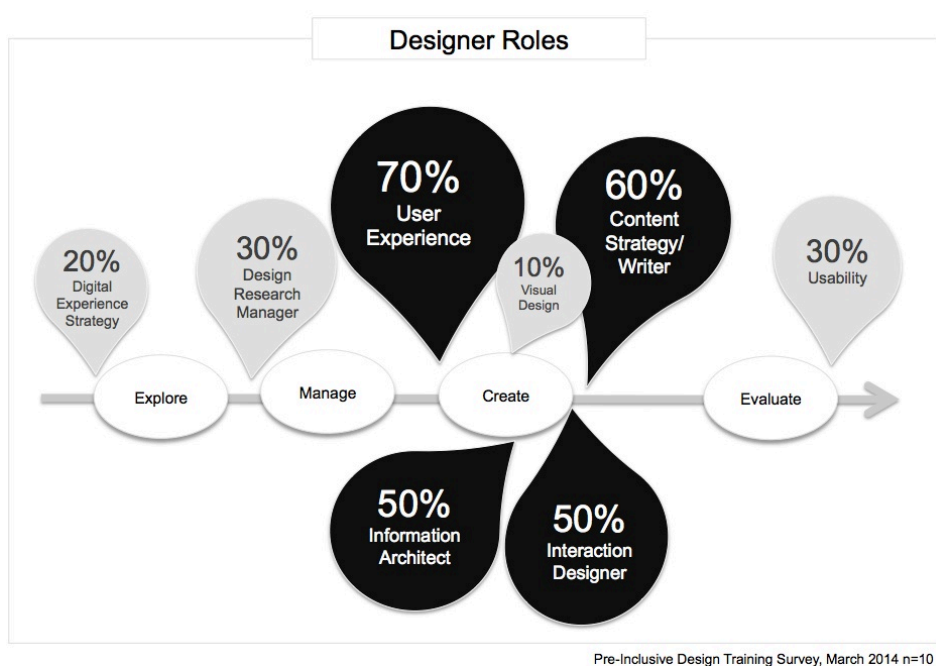 Designer Roles
70%
User
Experience
60%
Content
Strategy/
Writer
20%
Digital
Experience
Strategy
30%
Design
Research
Manager
10%
Visual
Design
30%
Usability
Explore
Manage
Create
Evaluate
50%
Information
Architect
50%
Interaction
Designer
Pre-Inclusive Design Training Survey, March 2014 n=10